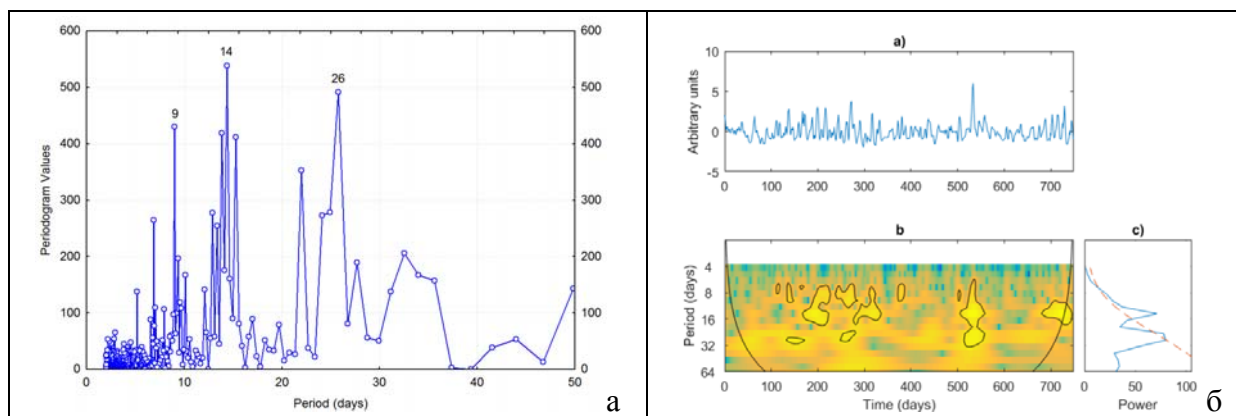 600
500
400
300
200
100
0
Periodogram Values
600
500
400
300
200
100
0
9
14
26
0 10 20 30 40 50
Period (days)
а
a)
10
5
0
-5
Arbitrary units
0 100 200 300 400 500 600 700
b
4
8
16
32
64
Period (days)
0 100 200 300 400 500 600 700
Time (days)
c)
0 50 100
Power
б